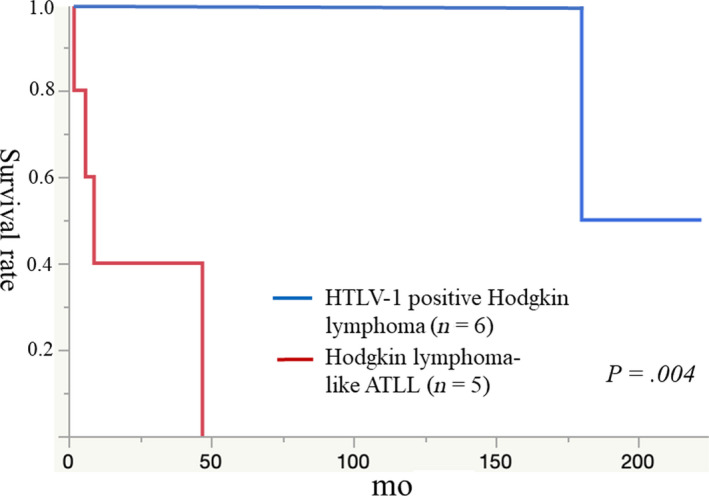 1.0
0.8
0.6
0.4
0.2
Survival rate
HTLV-1 positive Hodgkin
lymphoma (n = 6)
Hodgkin lymphoma-
like ATLL (n = 5)
P = .004
0 50 100 150 200
mo